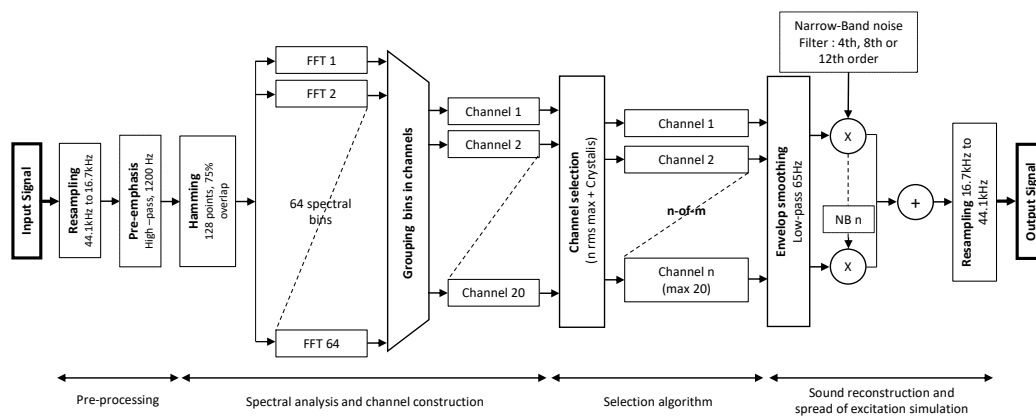 Input Signal
Resampling
44.1kHz to 16.7kHz
Pre-emphasis
High –pass, 1200 Hz
Hamming
128 points, 75%
overlap
FFT 1
FFT 2
64 spectral
bins
FFT 64
Grouping bins in channels
Channel 1
Channel 2
Channel 20
Channel selection
(n rms max + Crystalis)
Channel 1
Channel 2
n-of-m
Channel n
(max 20)
Envelop smoothing
Low-pass 65Hz
Narrow-Band noise
Filter : 4th, 8th or
12th order
X
NB n
X
+
Resampling 16.7kHz to
44.1kHz
Output Signal
Pre-processing
Spectral analysis and channel construction
Selection algorithm
Sound reconstruction and
spread of excitation simulation